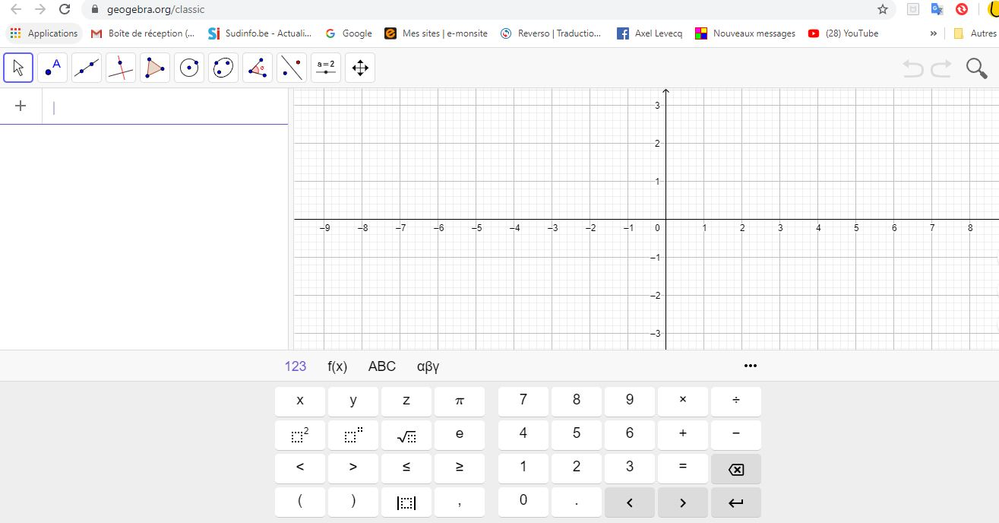 geogebra.org/classic
Applications Boîte de réception (... Sudinfo.be - Actuali... Google Mes sites | e-monsite Reverso | Traductio... Axel Levecq Nouveaux messages (28) YouTube » Autres
A a=2
+
3
2
1
−9 −8 −7 −6 −5 −4 −3 −2 −1 0 1 2 3 4 5 6 7 8
−1
−2
−3
123 f(x) ABC αβγ •••
x y z π 7 8 9 × ÷
2 √ e 4 5 6 + −
< > ≤ ≥ 1 2 3 =
( ) | | , 0 . < >